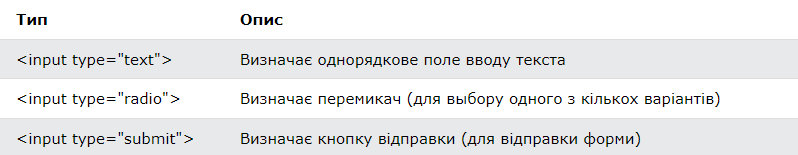 Тип Опис
<input type="text"> Визначає однорядкове поле вводу текста
<input type="radio"> Визначає перемикач (для выбору одного з кількох варіантів)
<input type="submit"> Визначає кнопку відправки (для відправки форми)